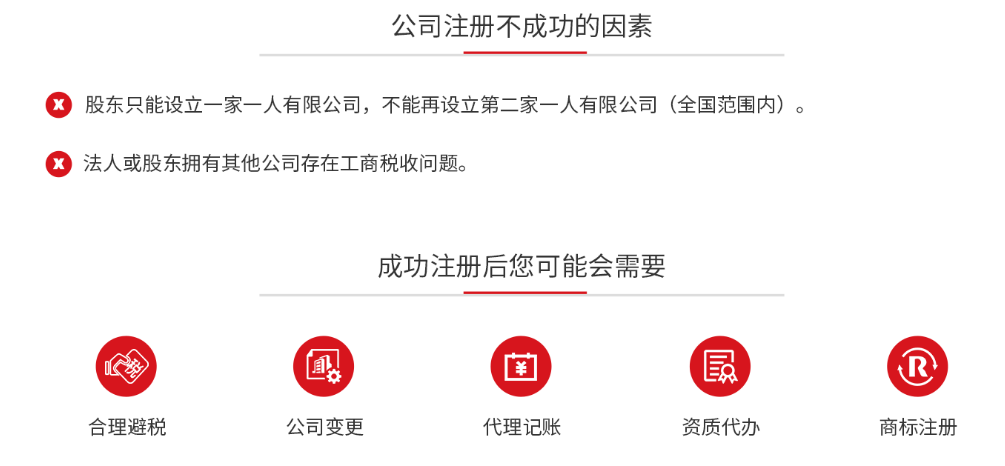 公司注册不成功的因素
股东只能设立一家一人有限公司，不能再设立第二家一人有限公司（全国范围内）。
法人或股东拥有其他公司存在工商税收问题。
成功注册后您可能会需要
税
¥
R
合理避税
公司变更
代理记账
资质代办
商标注册